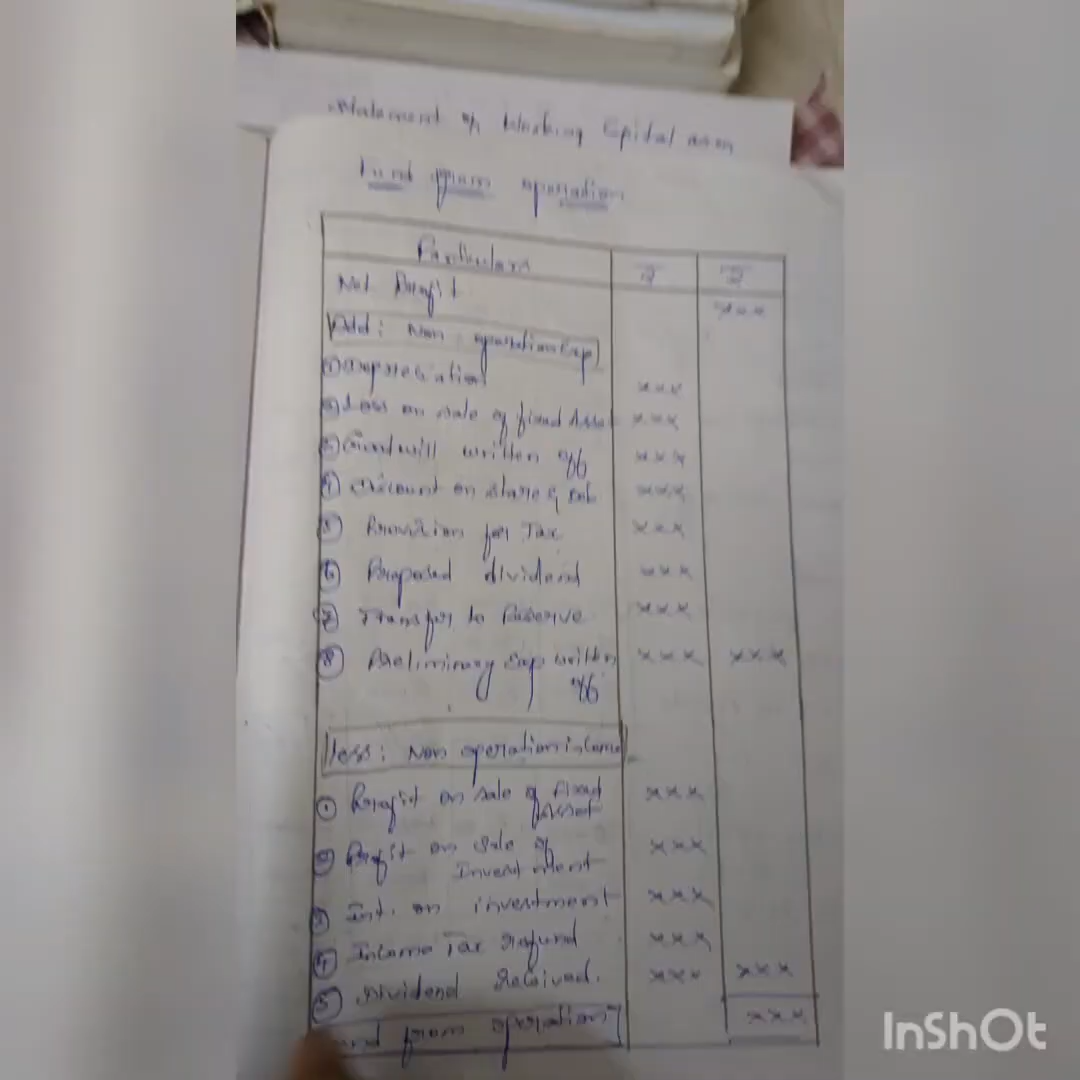 Statement of Working Capital
Fund from operation
Particulars ₹ ₹
Net Profit xxx
Add: Non operation Exp
① Depreciation xxx
② Loss on sale of fixed Asset xxx
③ Goodwill written off xxx
④ Discount on share & Deb xxx
⑤ Provision for Tax xxx
⑥ Proposed dividend xxx
⑦ Transfer to Reserve xxx
⑧ Preliminary Exp written xxx xxx
off
less: Non operation income
① Profit on sale of fixed xxx
Asset
② Profit on sale of xxx
Investment
③ Int. on investment xxx
④ Income Tax refund xxx
⑤ Dividend received. xxx xxx
from operation xxx
InShOt